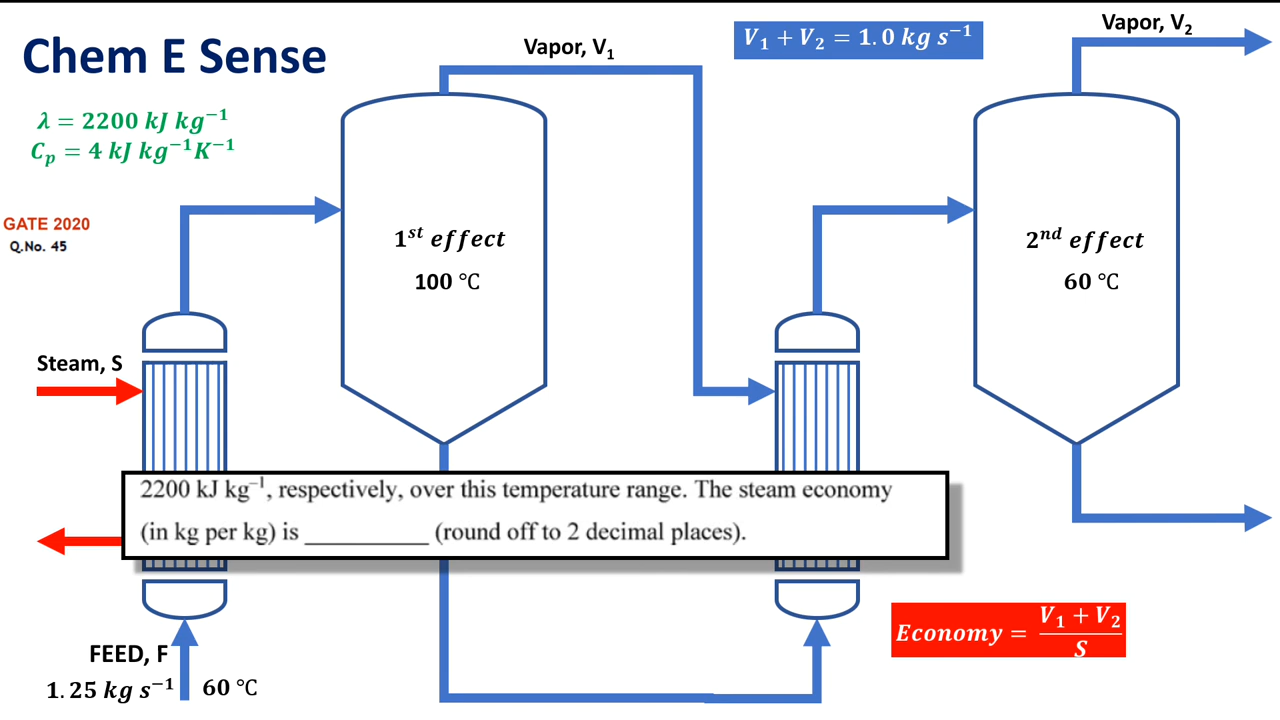 Chem E Sense
λ = 2200 kJ kg⁻¹
Cₚ = 4 kJ kg⁻¹K⁻¹
GATE 2020
Q.No. 45
Vapor, V₁
V₁ + V₂ = 1.0 kg s⁻¹
Vapor, V₂
1ˢᵗ effect
100 °C
2ⁿᵈ effect
60 °C
Steam, S
2200 kJ kg⁻¹, respectively, over this temperature range. The steam economy
(in kg per kg) is __________ (round off to 2 decimal places).
FEED, F
1.25 kg s⁻¹ 60 °C
Economy = (V₁ + V₂)/S